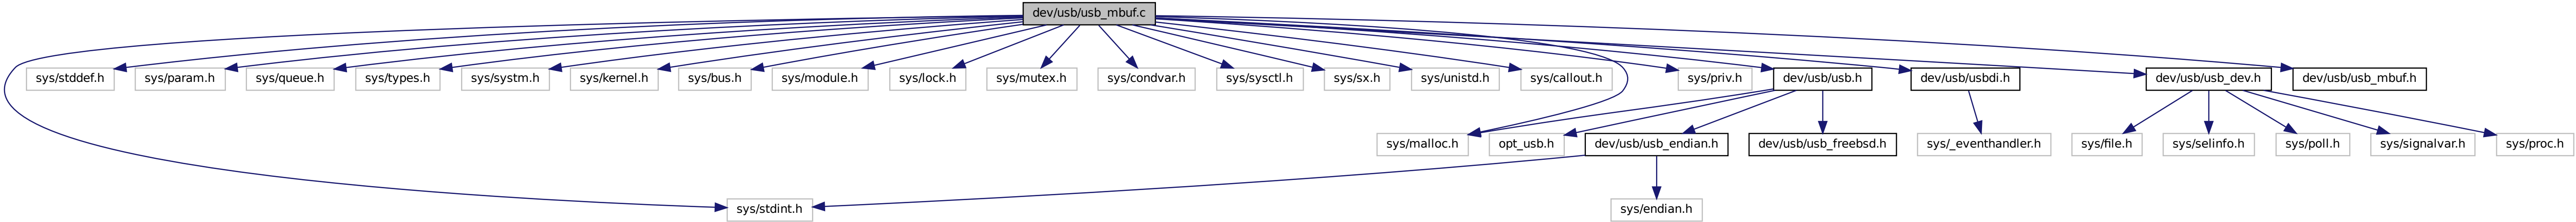 dev/usb/usb_mbuf.c
sys/stddef.h
sys/param.h
sys/queue.h
sys/types.h
sys/systm.h
sys/kernel.h
sys/bus.h
sys/module.h
sys/lock.h
sys/mutex.h
sys/condvar.h
sys/sysctl.h
sys/sx.h
sys/unistd.h
sys/callout.h
sys/priv.h
dev/usb/usb.h
dev/usb/usbdi.h
dev/usb/usb_dev.h
dev/usb/usb_mbuf.h
sys/malloc.h
opt_usb.h
dev/usb/usb_endian.h
dev/usb/usb_freebsd.h
sys/_eventhandler.h
sys/file.h
sys/selinfo.h
sys/poll.h
sys/signalvar.h
sys/proc.h
sys/stdint.h
sys/endian.h